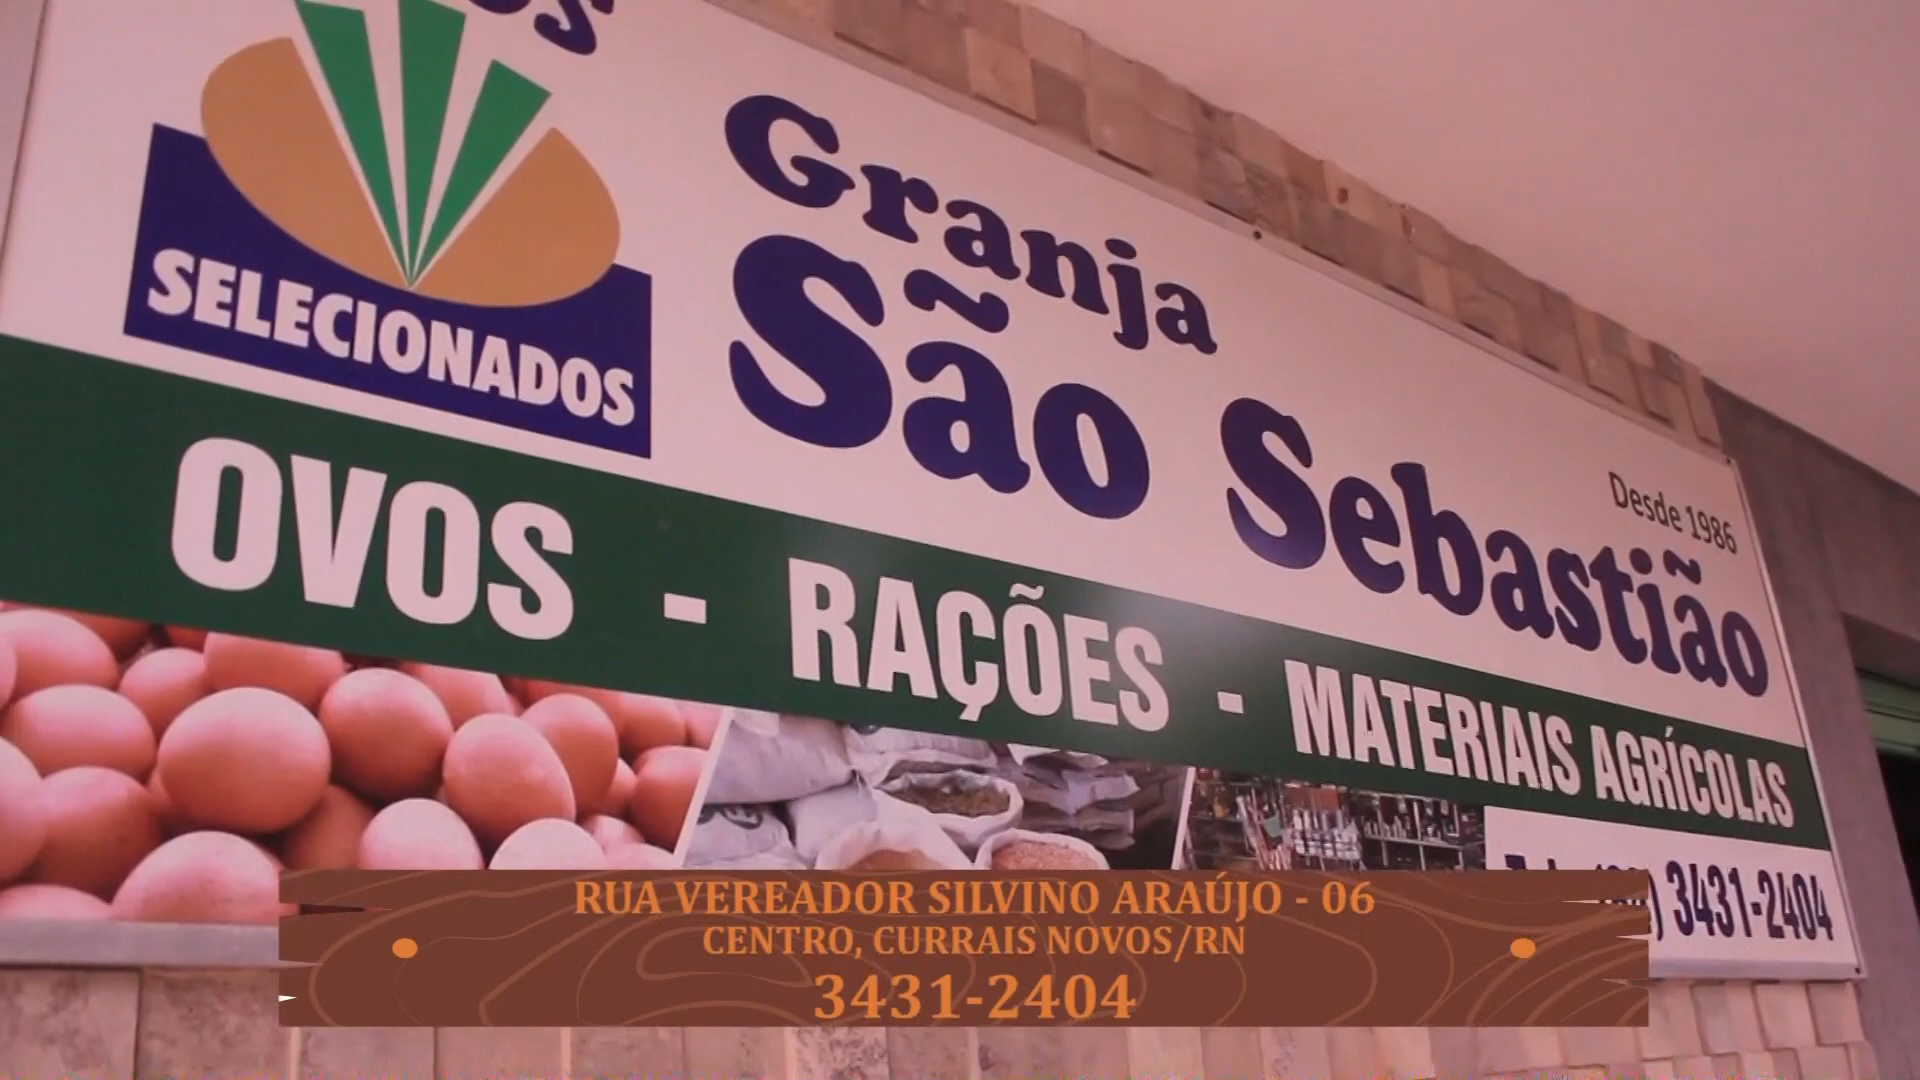 SELECIONADOS
Granja
São Sebastião
Desde 1986
OVOS - RAÇÕES - MATERIAIS AGRÍCOLAS
3431-2404
RUA VEREADOR SILVINO ARAÚJO - 06
CENTRO, CURRAIS NOVOS/RN
3431-2404